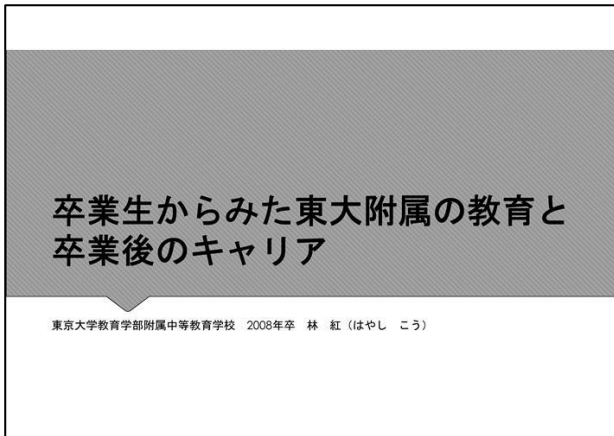 卒業生からみた東大附属の教育と
卒業後のキャリア
東京大学教育学部附属中等教育学校　2008年卒　林　紅（はやし　こう）